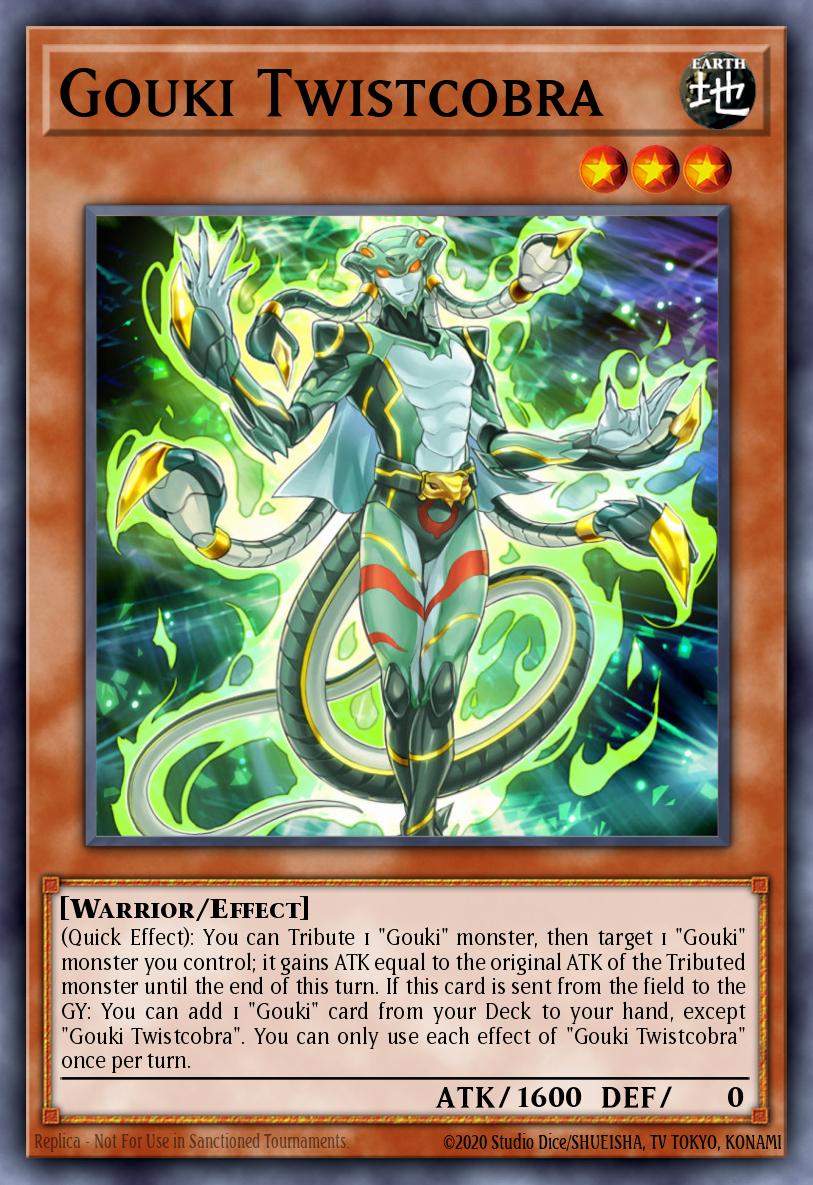 Gouki Twistcobra
EARTH
地
[Warrior/Effect]
(Quick Effect): You can Tribute 1 "Gouki" monster, then target 1 "Gouki"
monster you control; it gains ATK equal to the original ATK of the Tributed
monster until the end of this turn. If this card is sent from the field to the
GY: You can add 1 "Gouki" card from your Deck to your hand, except
"Gouki Twistcobra". You can only use each effect of "Gouki Twistcobra"
once per turn.
ATK/1600 DEF/ 0
Replica - Not For Use in Sanctioned Tournaments.
©2020 Studio Dice/SHUEISHA, TV TOKYO, KONAMI